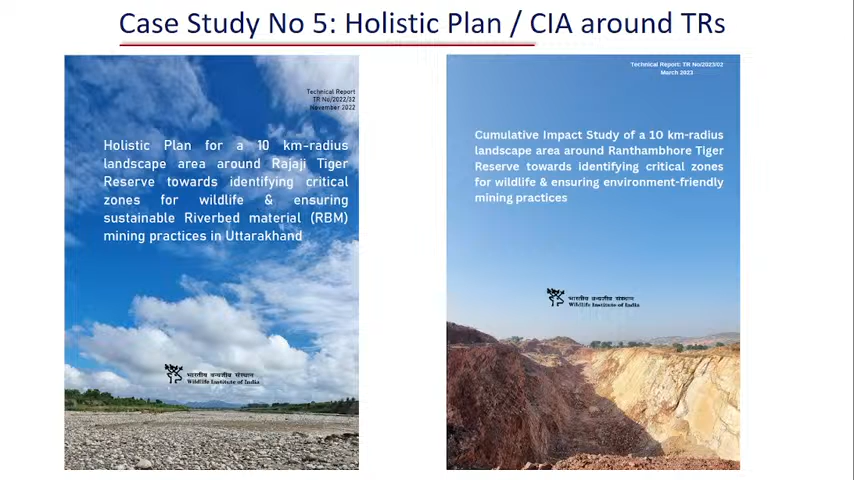 Case Study No 5: Holistic Plan / CIA around TRs
Technical Report
TR No/2022/32
November 2022
Holistic Plan for a 10 km-radius
landscape area around Rajaji Tiger
Reserve towards identifying critical
zones for wildlife & ensuring
sustainable Riverbed material (RBM)
mining practices in Uttarakhand
भारतीय वन्यजीव संस्थान
Wildlife Institute of India
Technical Report: TR No/2023/02
March 2023
Cumulative Impact Study of a 10 km-radius
landscape area around Ranthambhore Tiger
Reserve towards identifying critical zones
for wildlife & ensuring environment-friendly
mining practices
भारतीय वन्यजीव संस्थान
Wildlife Institute of India